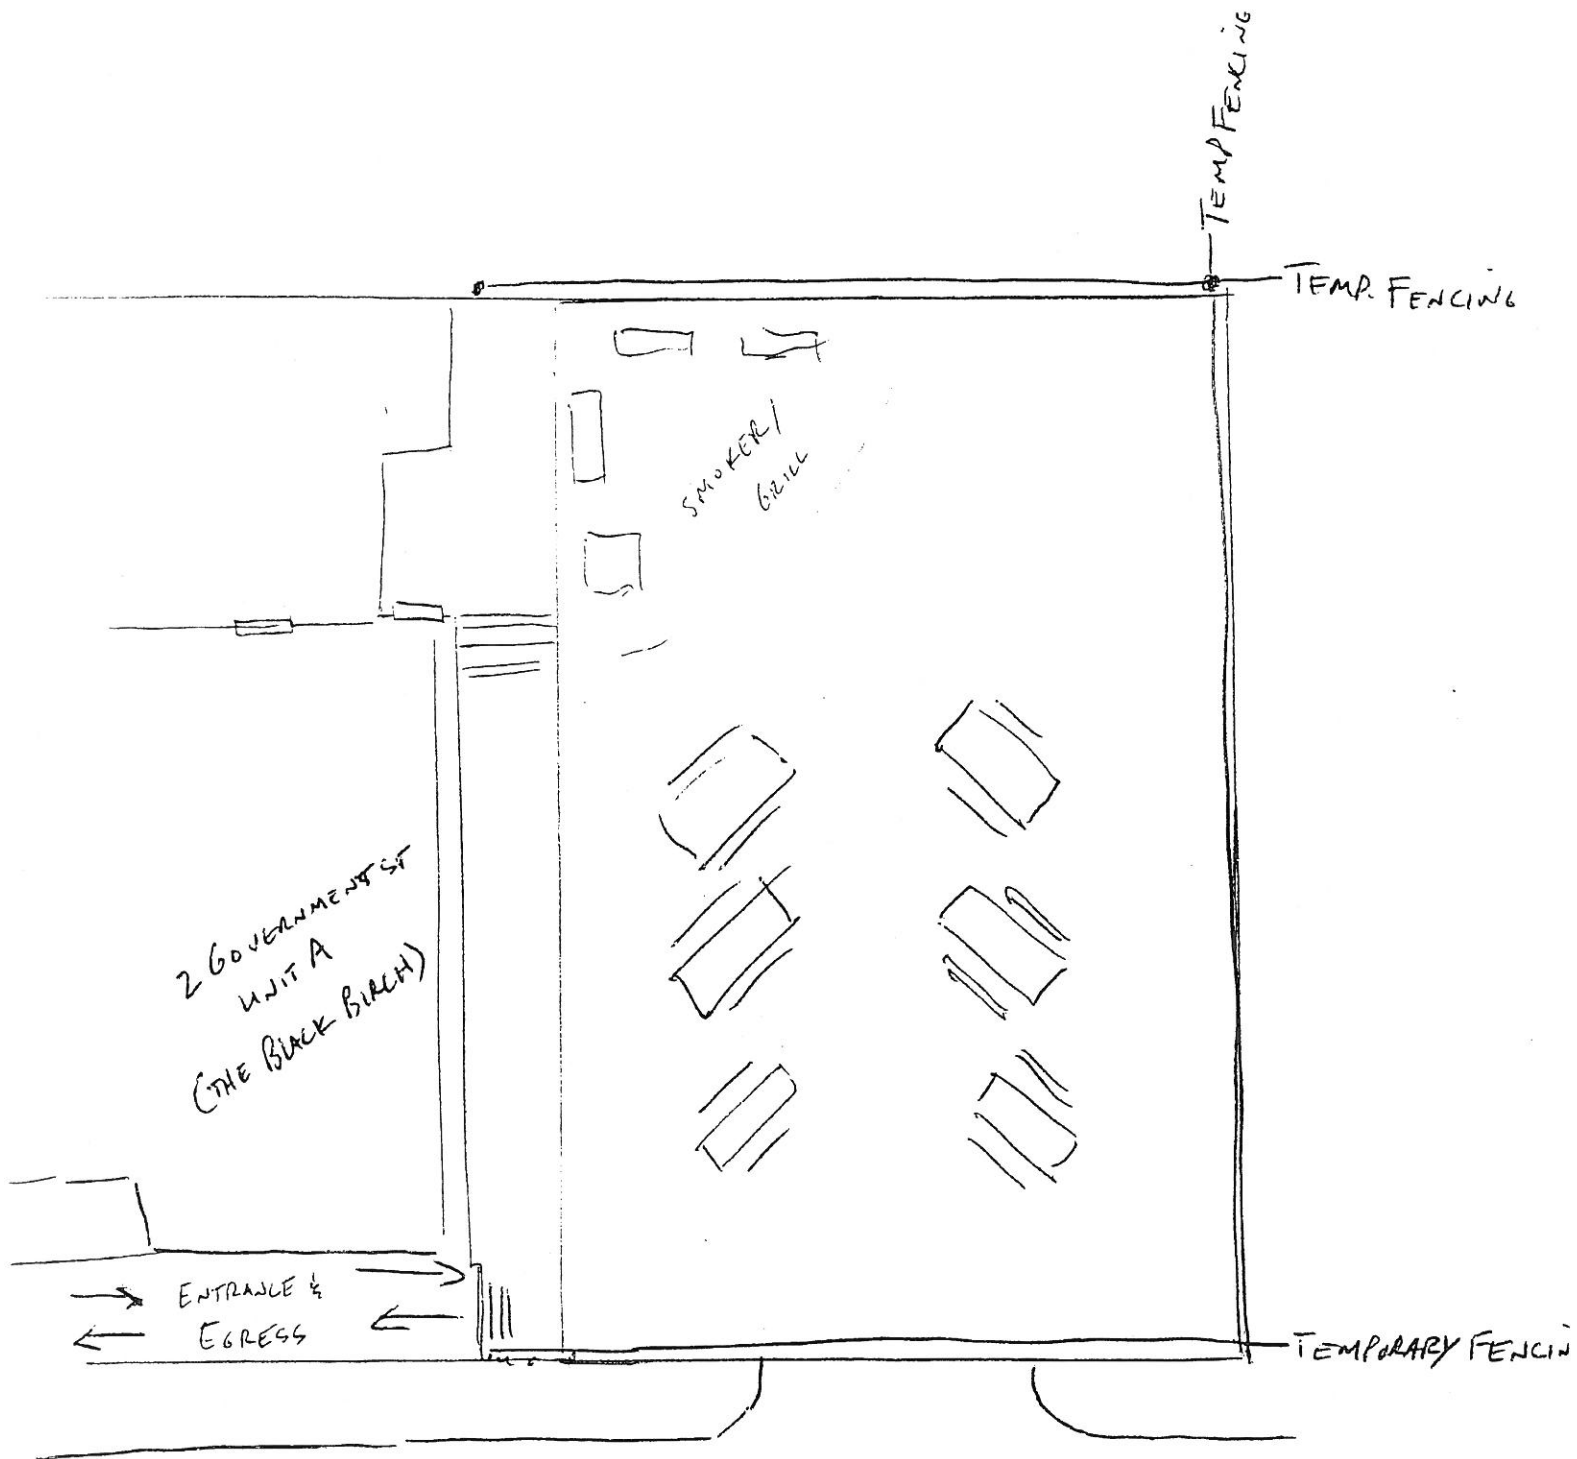 TEMP FENCING
TEMP. FENCING
SMOKER/
GRILL
2 GOVERNMENT ST
UNIT A
(THE BLACK BIRCH)
ENTRANCE &
EGRESS
TEMPORARY FENCIN